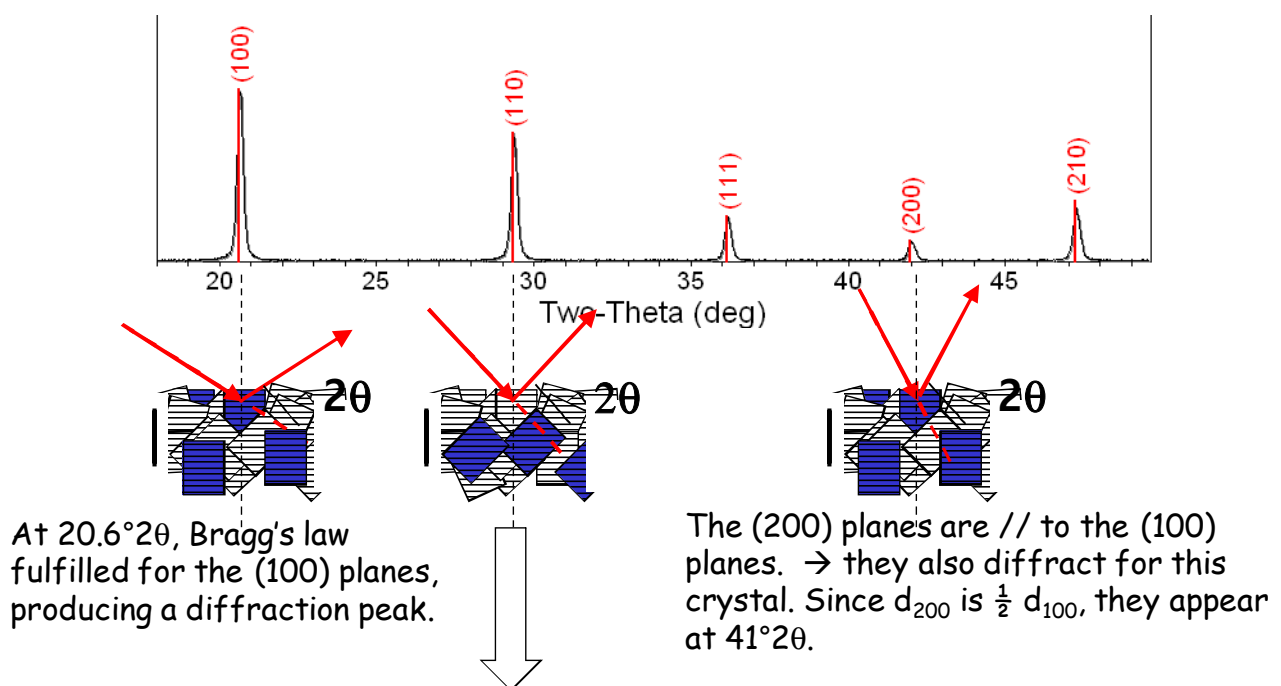 (100)
(110)
(111)
(200)
(210)
20 25 30 35 40 45
Two-Theta (deg)
2θ 2θ 2θ
At 20.6°2θ, Bragg's law
fulfilled for the (100) planes,
producing a diffraction peak.
The (200) planes are // to the (100)
planes. → they also diffract for this
crystal. Since d₂₀₀ is ½ d₁₀₀, they appear
at 41°2θ.